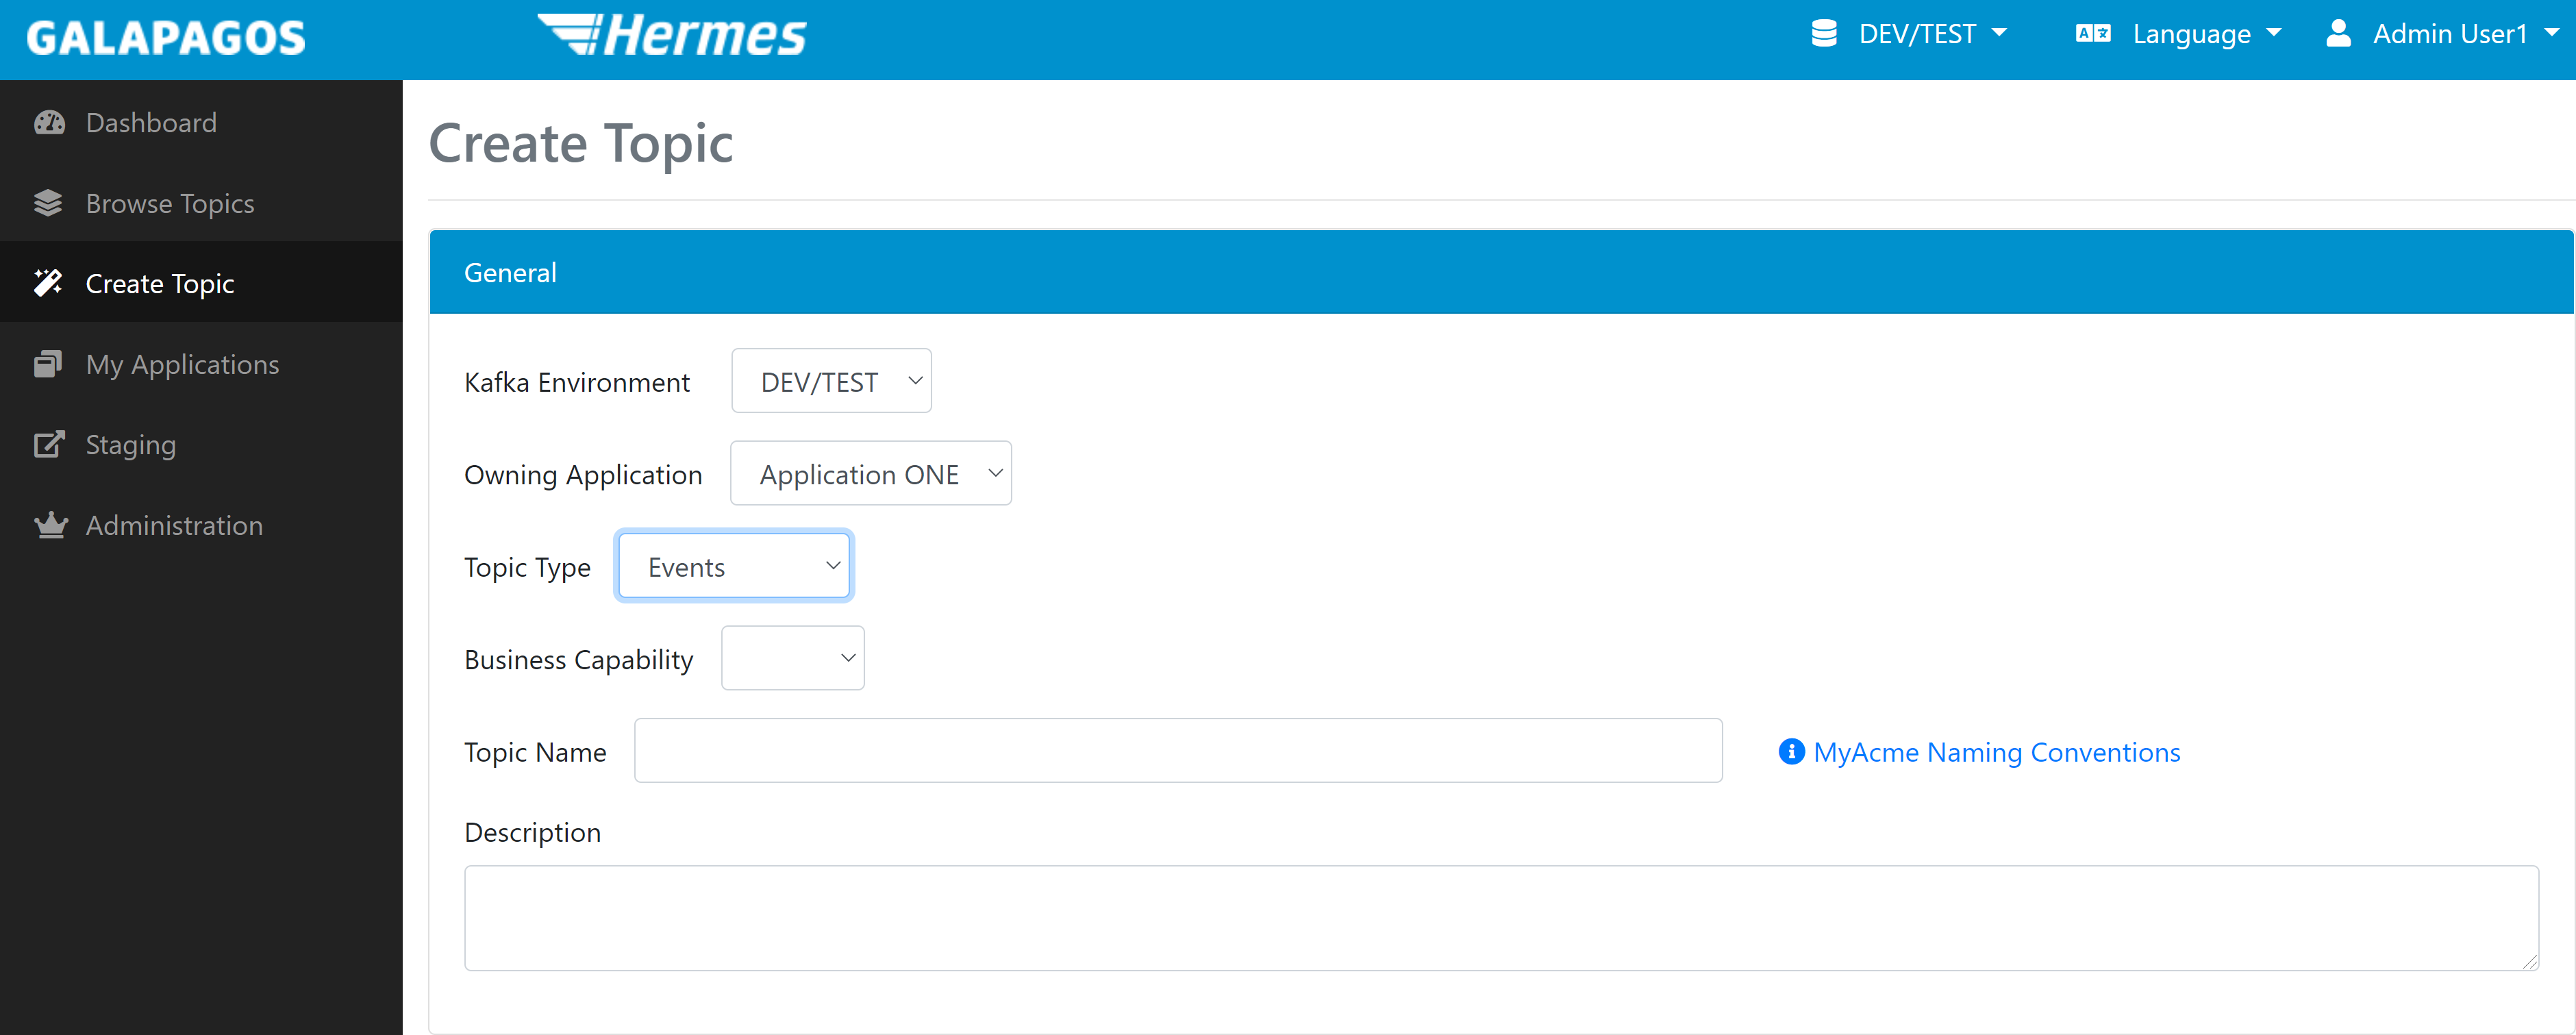 GALAPAGOS
Hermes
DEV/TEST
Language
Admin User1
Dashboard
Browse Topics
Create Topic
My Applications
Staging
Administration
Create Topic
General
Kafka Environment DEV/TEST
Owning Application Application ONE
Topic Type Events
Business Capability
Topic Name MyAcme Naming Conventions
Description